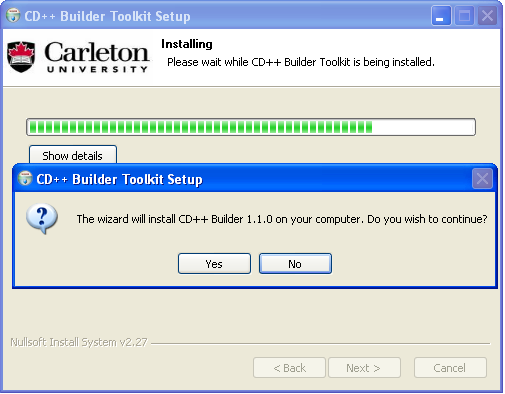 CD++ Builder Toolkit Setup
Carleton
UNIVERSITY
Installing
Please wait while CD++ Builder Toolkit is being installed.
Show details
CD++ Builder Toolkit Setup
The wizard will install CD++ Builder 1.1.0 on your computer. Do you wish to continue?
Yes No
Nullsoft Install System v2.27
< Back Next > Cancel